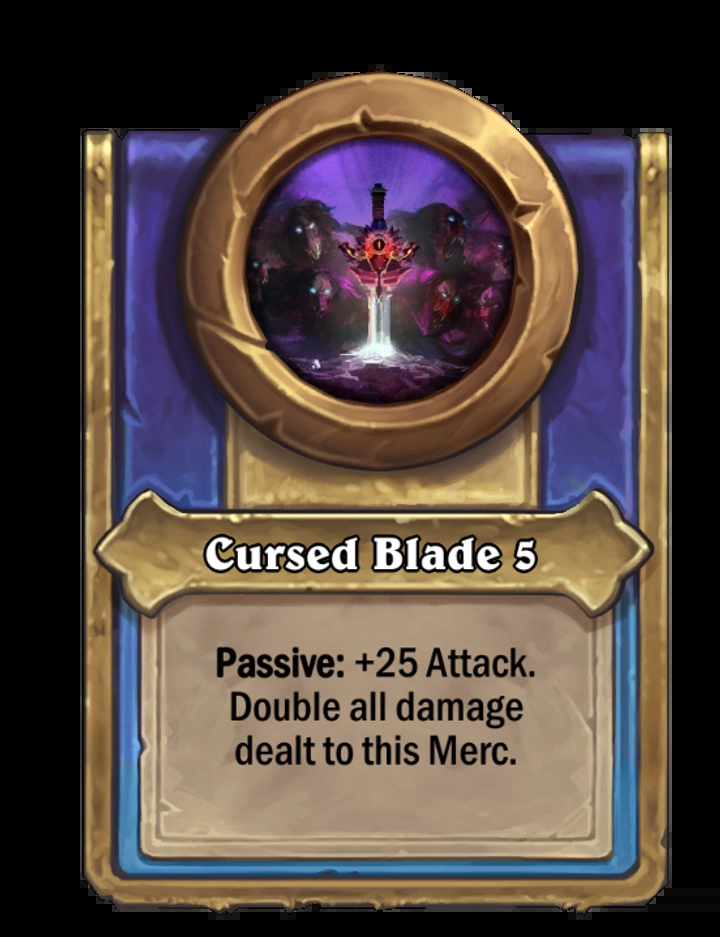 Cursed Blade 5
Passive: +25 Attack.
Double all damage
dealt to this Merc.